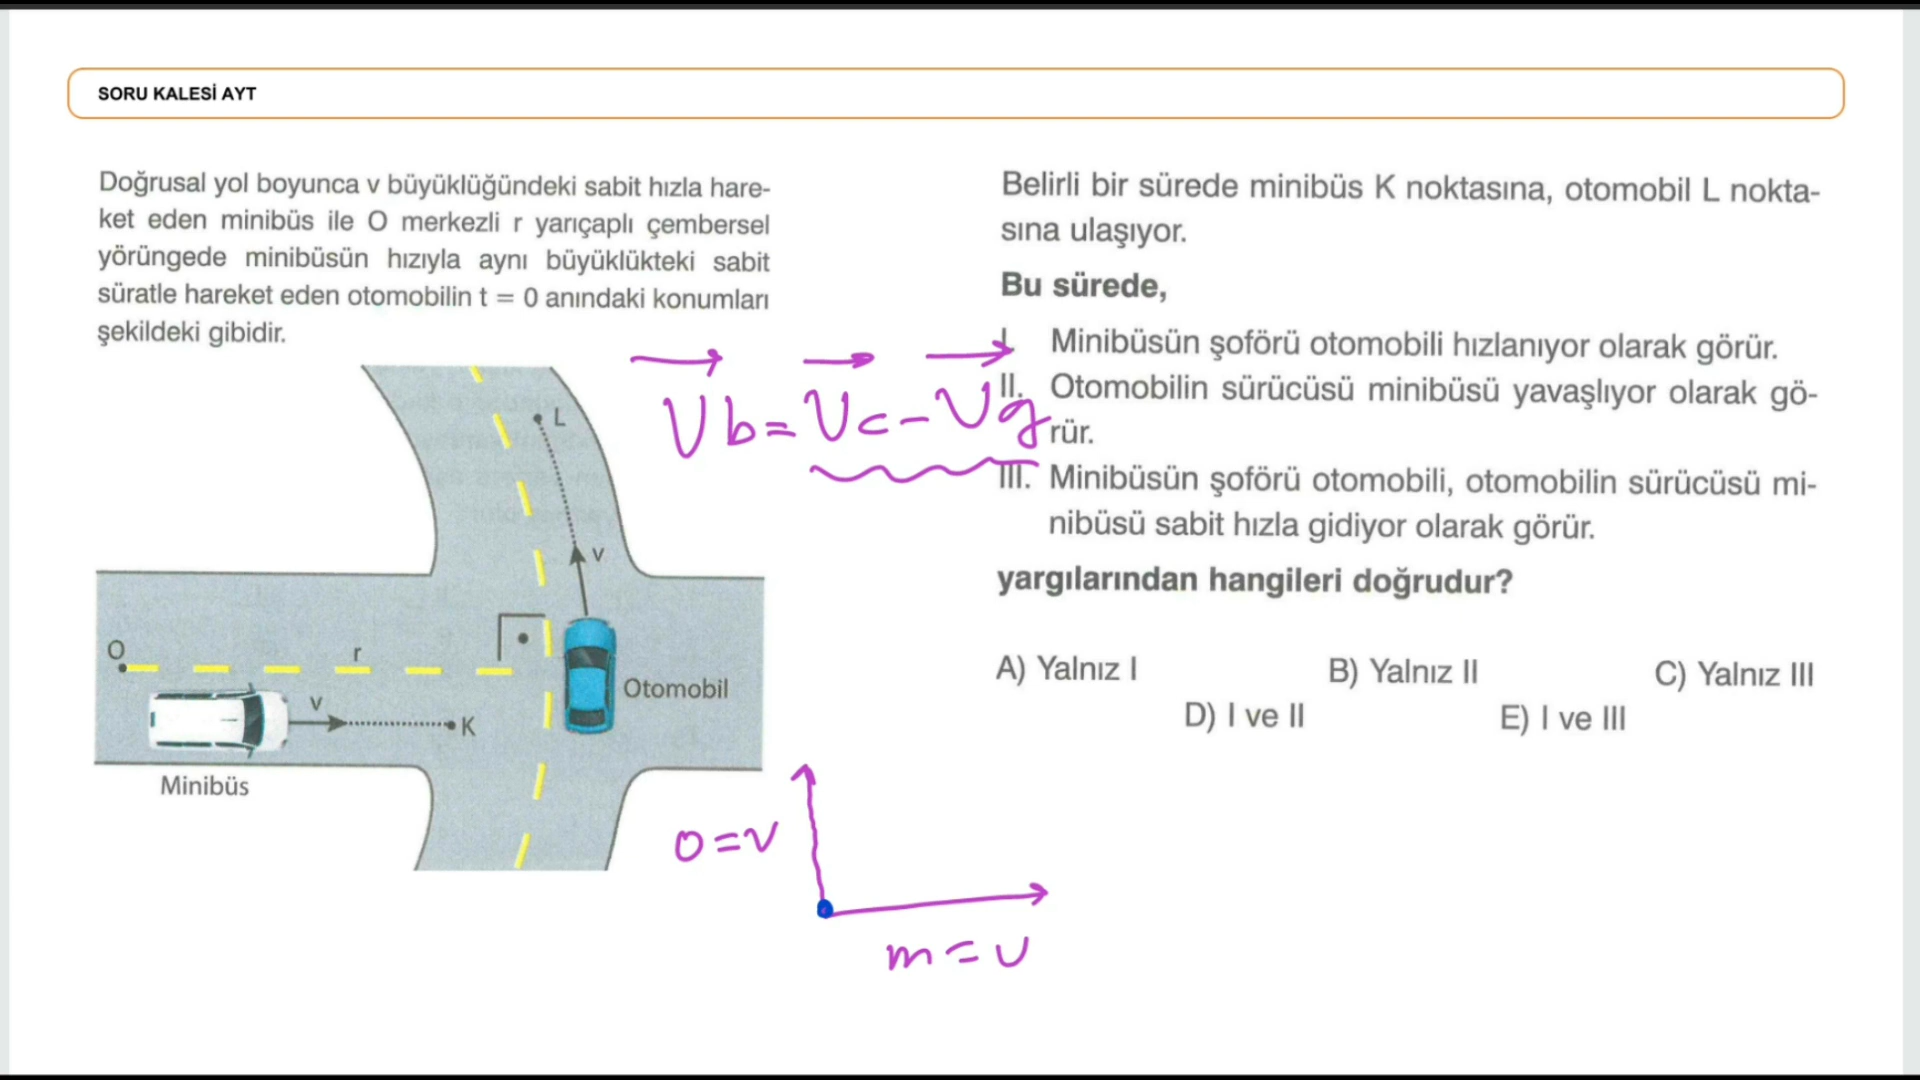 SORU KALESİ AYT
Doğrusal yol boyunca v büyüklüğündeki sabit hızla hare-
ket eden minibüs ile O merkezli r yarıçaplı çembersel
yörüngede minibüsün hızıyla aynı büyüklükteki sabit
süratle hareket eden otomobilin t = 0 anındaki konumları
şekildeki gibidir.
L
v
O
r
Otomobil
v
K
Minibüs
Vb = Vc - Vg
o = v
m = v
Belirli bir sürede minibüs K noktasına, otomobil L nokta-
sına ulaşıyor.
Bu sürede,
I. Minibüsün şoförü otomobili hızlanıyor olarak görür.
II. Otomobilin sürücüsü minibüsü yavaşlıyor olarak gö-
rür.
III. Minibüsün şoförü otomobili, otomobilin sürücüsü mi-
nibüsü sabit hızla gidiyor olarak görür.
yargılarından hangileri doğrudur?
A) Yalnız I B) Yalnız II C) Yalnız III
D) I ve II E) I ve III